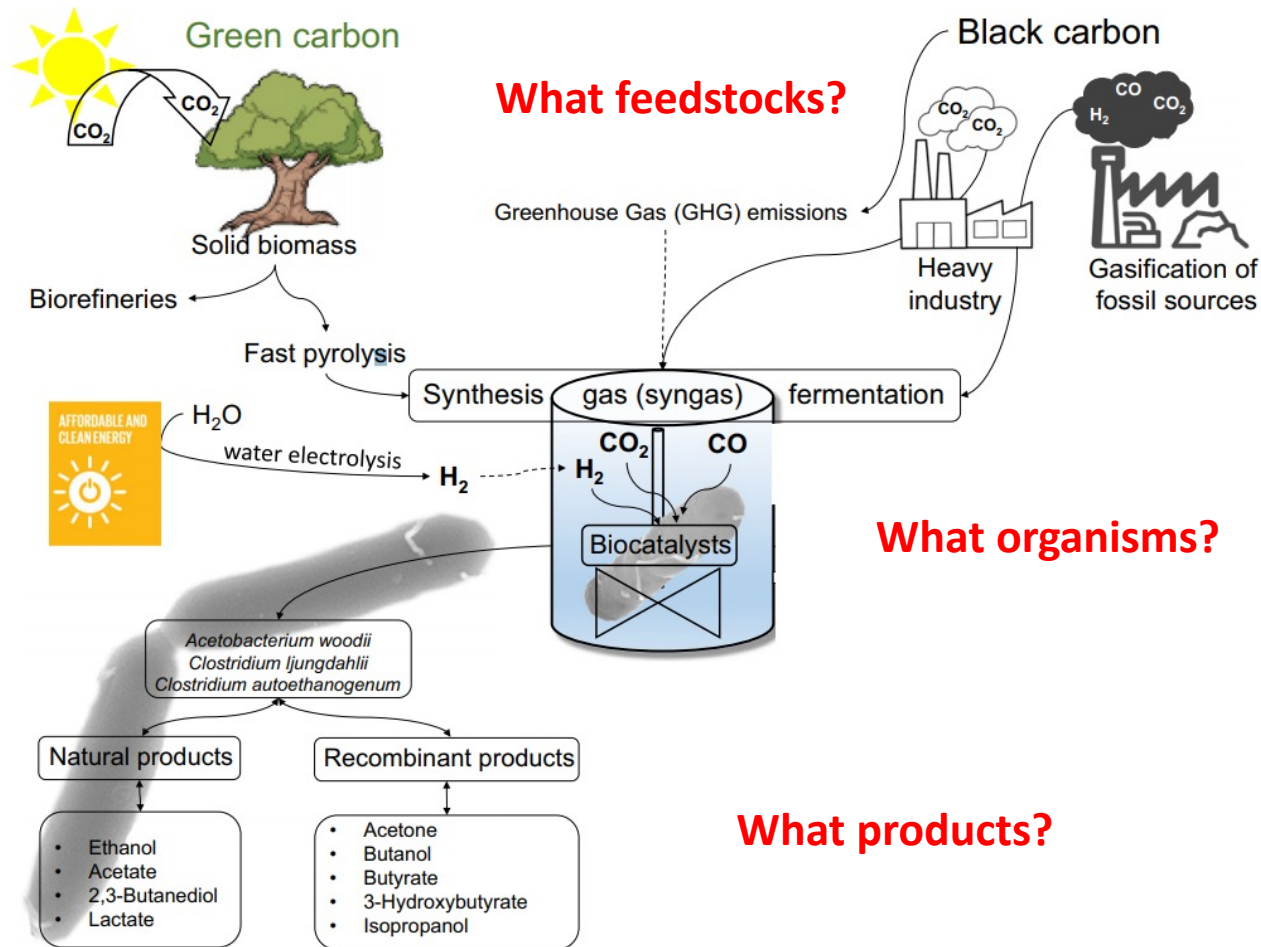 Green carbon
Black carbon
What feedstocks?
CO₂
CO₂
CO₂
CO₂
CO
H₂
CO₂
Greenhouse Gas (GHG) emissions
Solid biomass
Heavy
industry
Gasification of
fossil sources
Biorefineries
Fast pyrolysis
Synthesis gas (syngas) fermentation
AFFORDABLE AND
CLEAN ENERGY
H₂O
water electrolysis
H₂
H₂
CO₂
CO
Biocatalysts
What organisms?
Acetobacterium woodii
Clostridium ljungdahlii
Clostridium autoethanogenum
Natural products
Recombinant products
What products?
• Ethanol
• Acetate
• 2,3-Butanediol
• Lactate
• Acetone
• Butanol
• Butyrate
• 3-Hydroxybutyrate
• Isopropanol